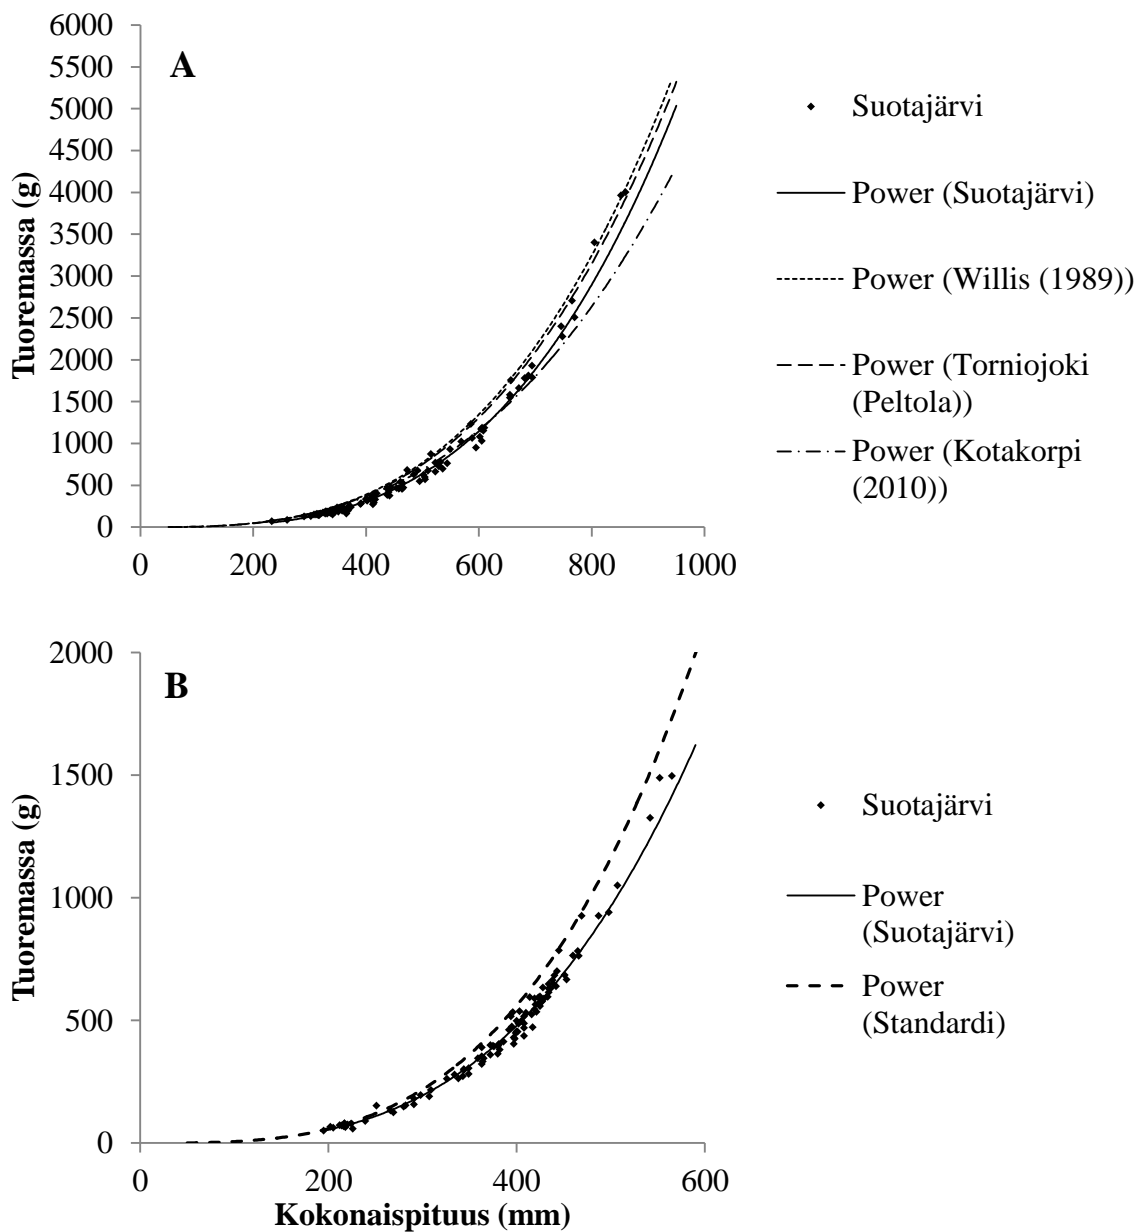 6000
5500
5000
4500
4000
3500
3000
2500
2000
1500
1000
500
0
Tuoremassa (g)
A
0 200 400 600 800 1000
Suotajärvi
Power (Suotajärvi)
Power (Willis (1989))
Power (Torniojoki
(Peltola))
Power (Kotakorpi
(2010))
2000
1500
1000
500
0
Tuoremassa (g)
B
0 200 400 600
Kokonaispituus (mm)
Suotajärvi
Power
(Suotajärvi)
Power
(Standardi)